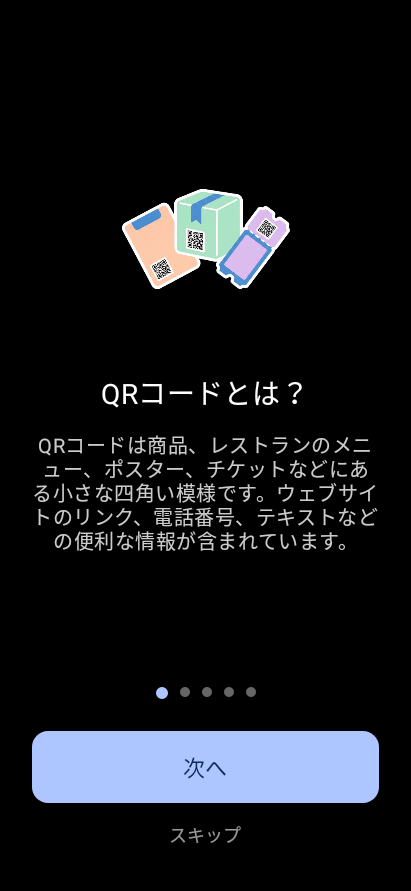 QRコードとは？
QRコードは商品、レストランのメニ
ュー、ポスター、チケットなどにあ
る小さな四角い模様です。ウェブサイ
トのリンク、電話番号、テキストなど
の便利な情報が含まれています。
次へ
スキップ